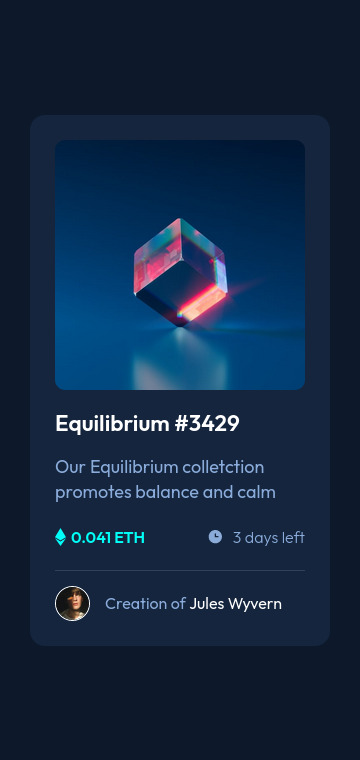 Equilibrium #3429
Our Equilibrium colletction
promotes balance and calm
0.041 ETH
3 days left
Creation of Jules Wyvern